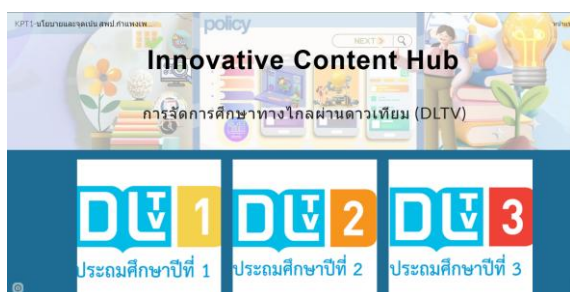 KPT1-นโยบายและจุดเน้น สพป.กำแพงเพ...
policy
NEXT
Innovative Content Hub
การจัดการศึกษาทางไกลผ่านดาวเทียม (DLTV)
DLTV 1
DLTV 2
DLTV 3
ประถมศึกษาปีที่ 1
ประถมศึกษาปีที่ 2
ประถมศึกษาปีที่ 3